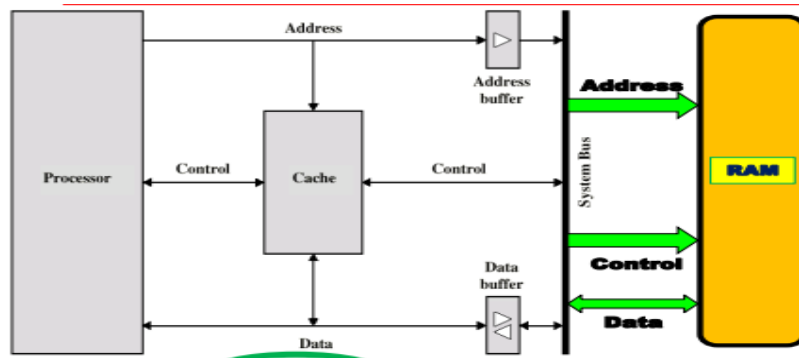 Address
Address
buffer
Address
Processor
Control
Cache
Control
System Bus
RAM
Control
Data
buffer
Data
Data